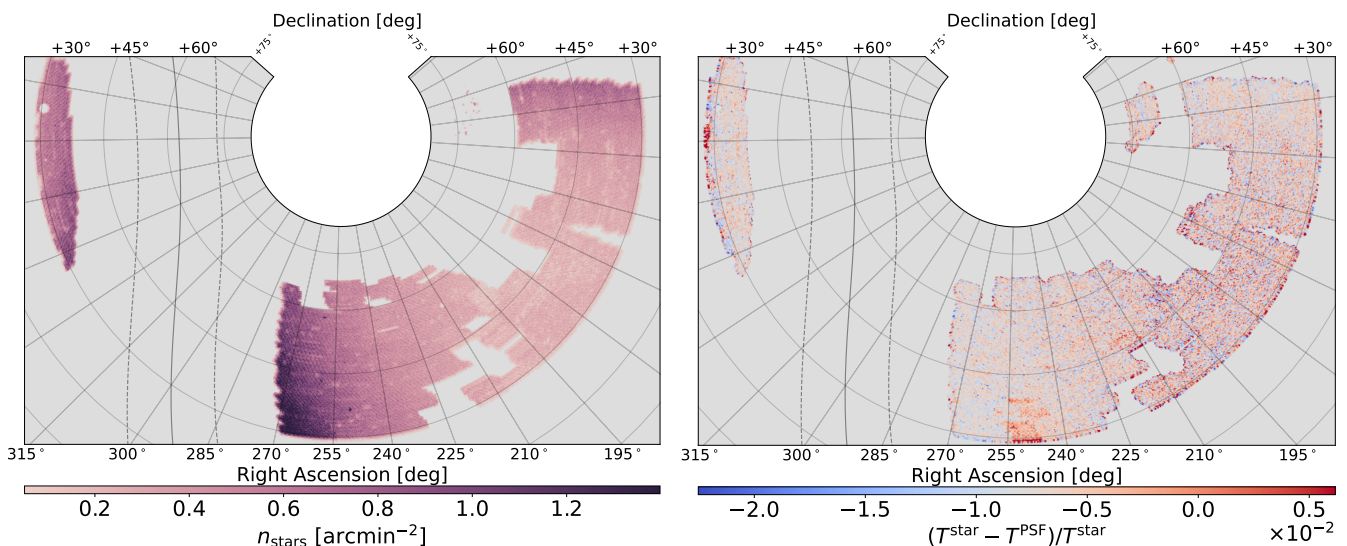 Declination [deg]
+30° +45° +60° +75° +75° +60° +45° +30°
315° 300° 285° 270° 255° 240° 225° 210° 195°
Right Ascension [deg]
0.2 0.4 0.6 0.8 1.0 1.2
n_stars [arcmin⁻²]
Declination [deg]
+30° +45° +60° +75° +75° +60° +45° +30°
315° 300° 285° 270° 255° 240° 225° 210° 195°
Right Ascension [deg]
−2.0 −1.5 −1.0 −0.5 0.0 0.5
×10⁻²
(T^star − T^PSF)/T^star